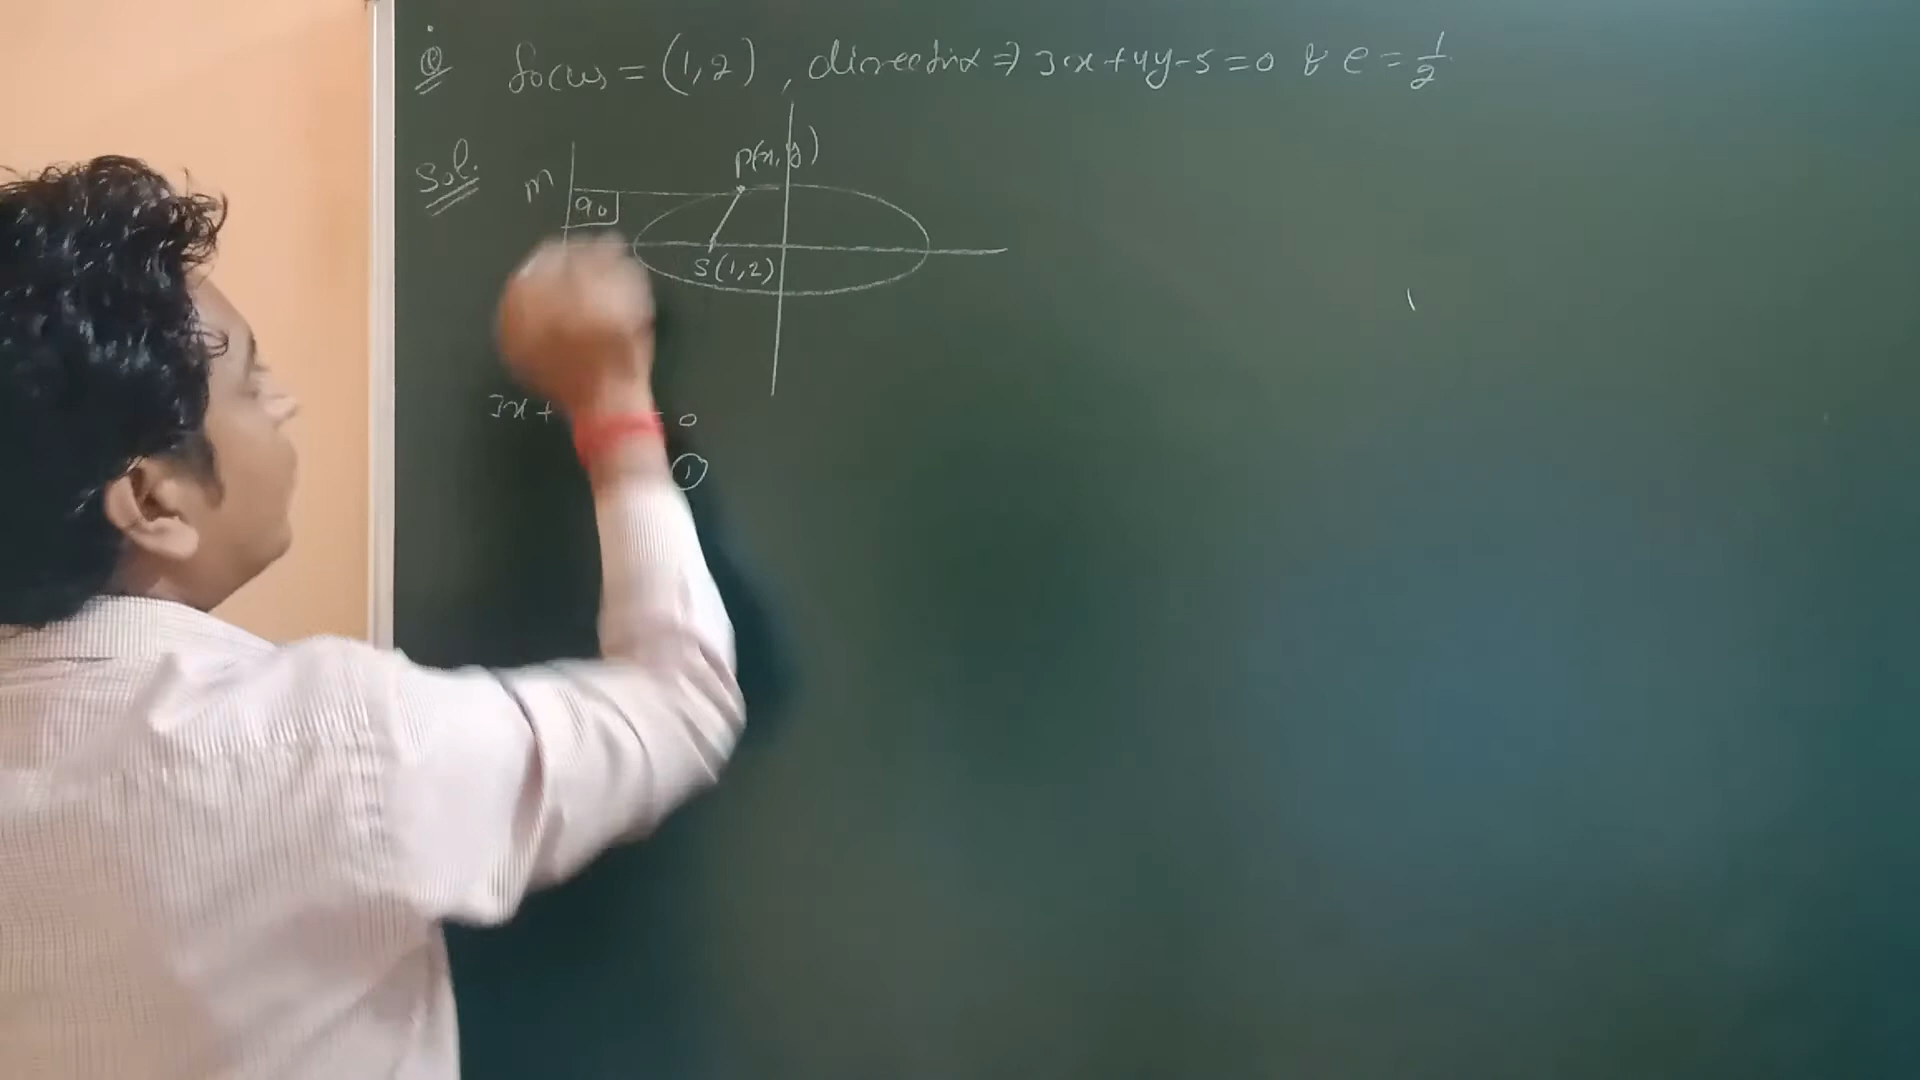 Q focus = (1,2), directrix ⇒ 3x+4y-5=0 & e = 1/2
Sol.
P(x,y)
M
90
S(1,2)
3x+ 0
①